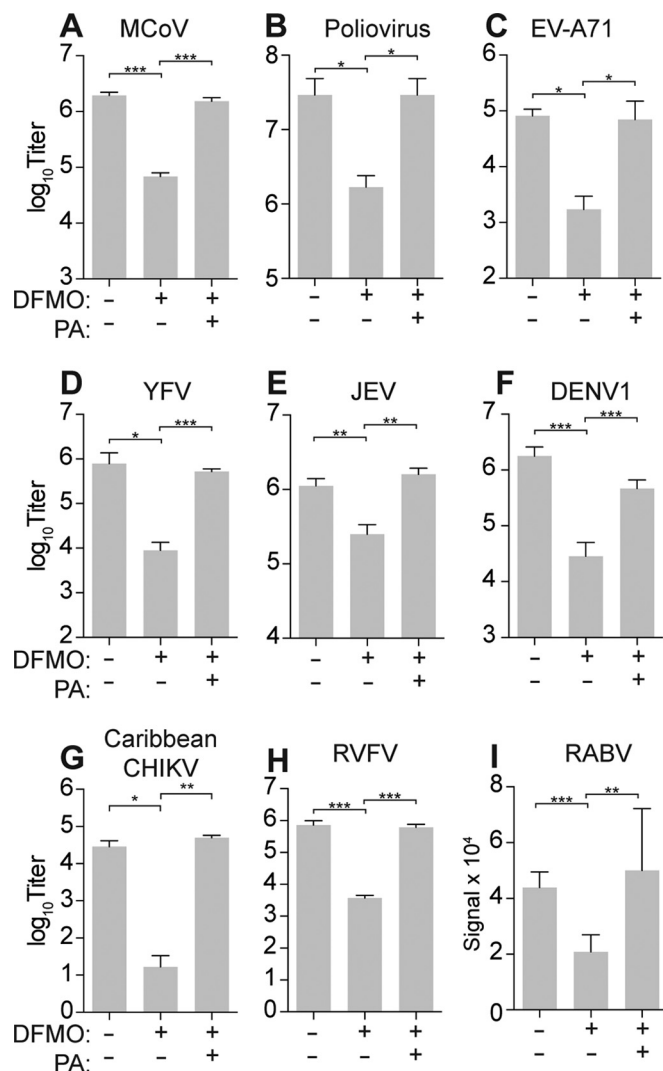 A MCoV
*** ***
7
6
5
4
3
log10Titer
DFMO: – + +
PA: – – +
B Poliovirus
* *
8
7
6
5
– + +
– – +
C EV-A71
* *
6
5
4
3
2
– + +
– – +
D YFV
* ***
7
6
5
4
3
2
log10Titer
DFMO: – + +
PA: – – +
E JEV
** **
7
6
5
4
– + +
– – +
F DENV1
*** ***
7
6
5
4
3
– + +
– – +
G Caribbean
CHIKV
* **
6
5
4
3
2
1
0
log10Titer
DFMO: – + +
PA: – – +
H RVFV
*** ***
7
6
5
4
3
2
1
0
– + +
– – +
I RABV
*** **
8
6
4
2
0
Signal x 10⁴
– + +
– – +